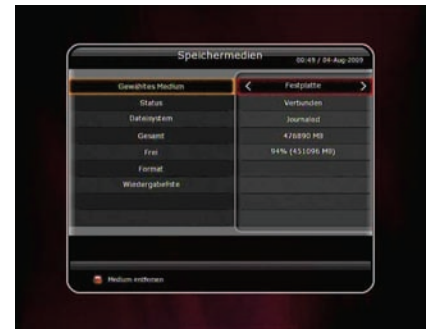 Speichermedien
00:49 / 04-Aug-2009
Gewähltes Medium
Festplatte
Status
Verbunden
Dateisystem
Journaled
Gesamt
476890 MB
Frei
94% (451096 MB)
Format
Wiedergabeliste
Medium entfernen